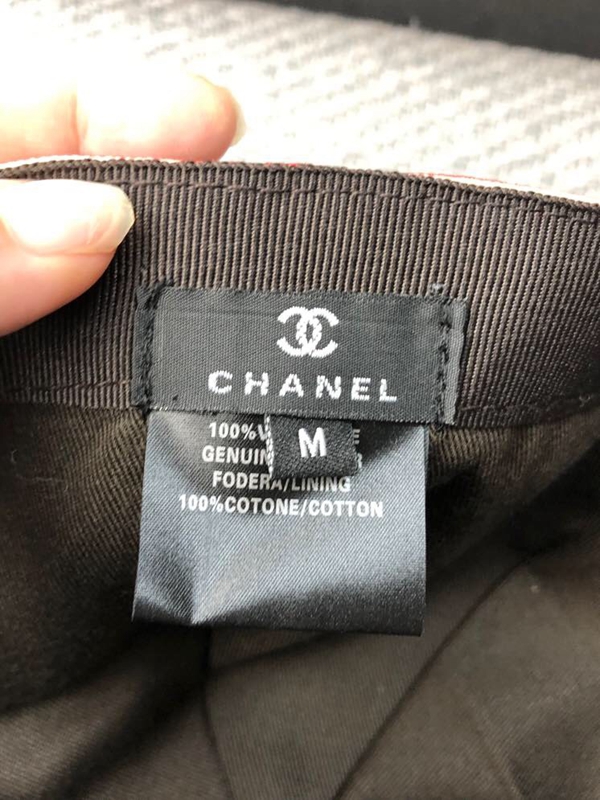 CHANEL
M
100%
FODERA/LINING
100%COTONE/COTTON